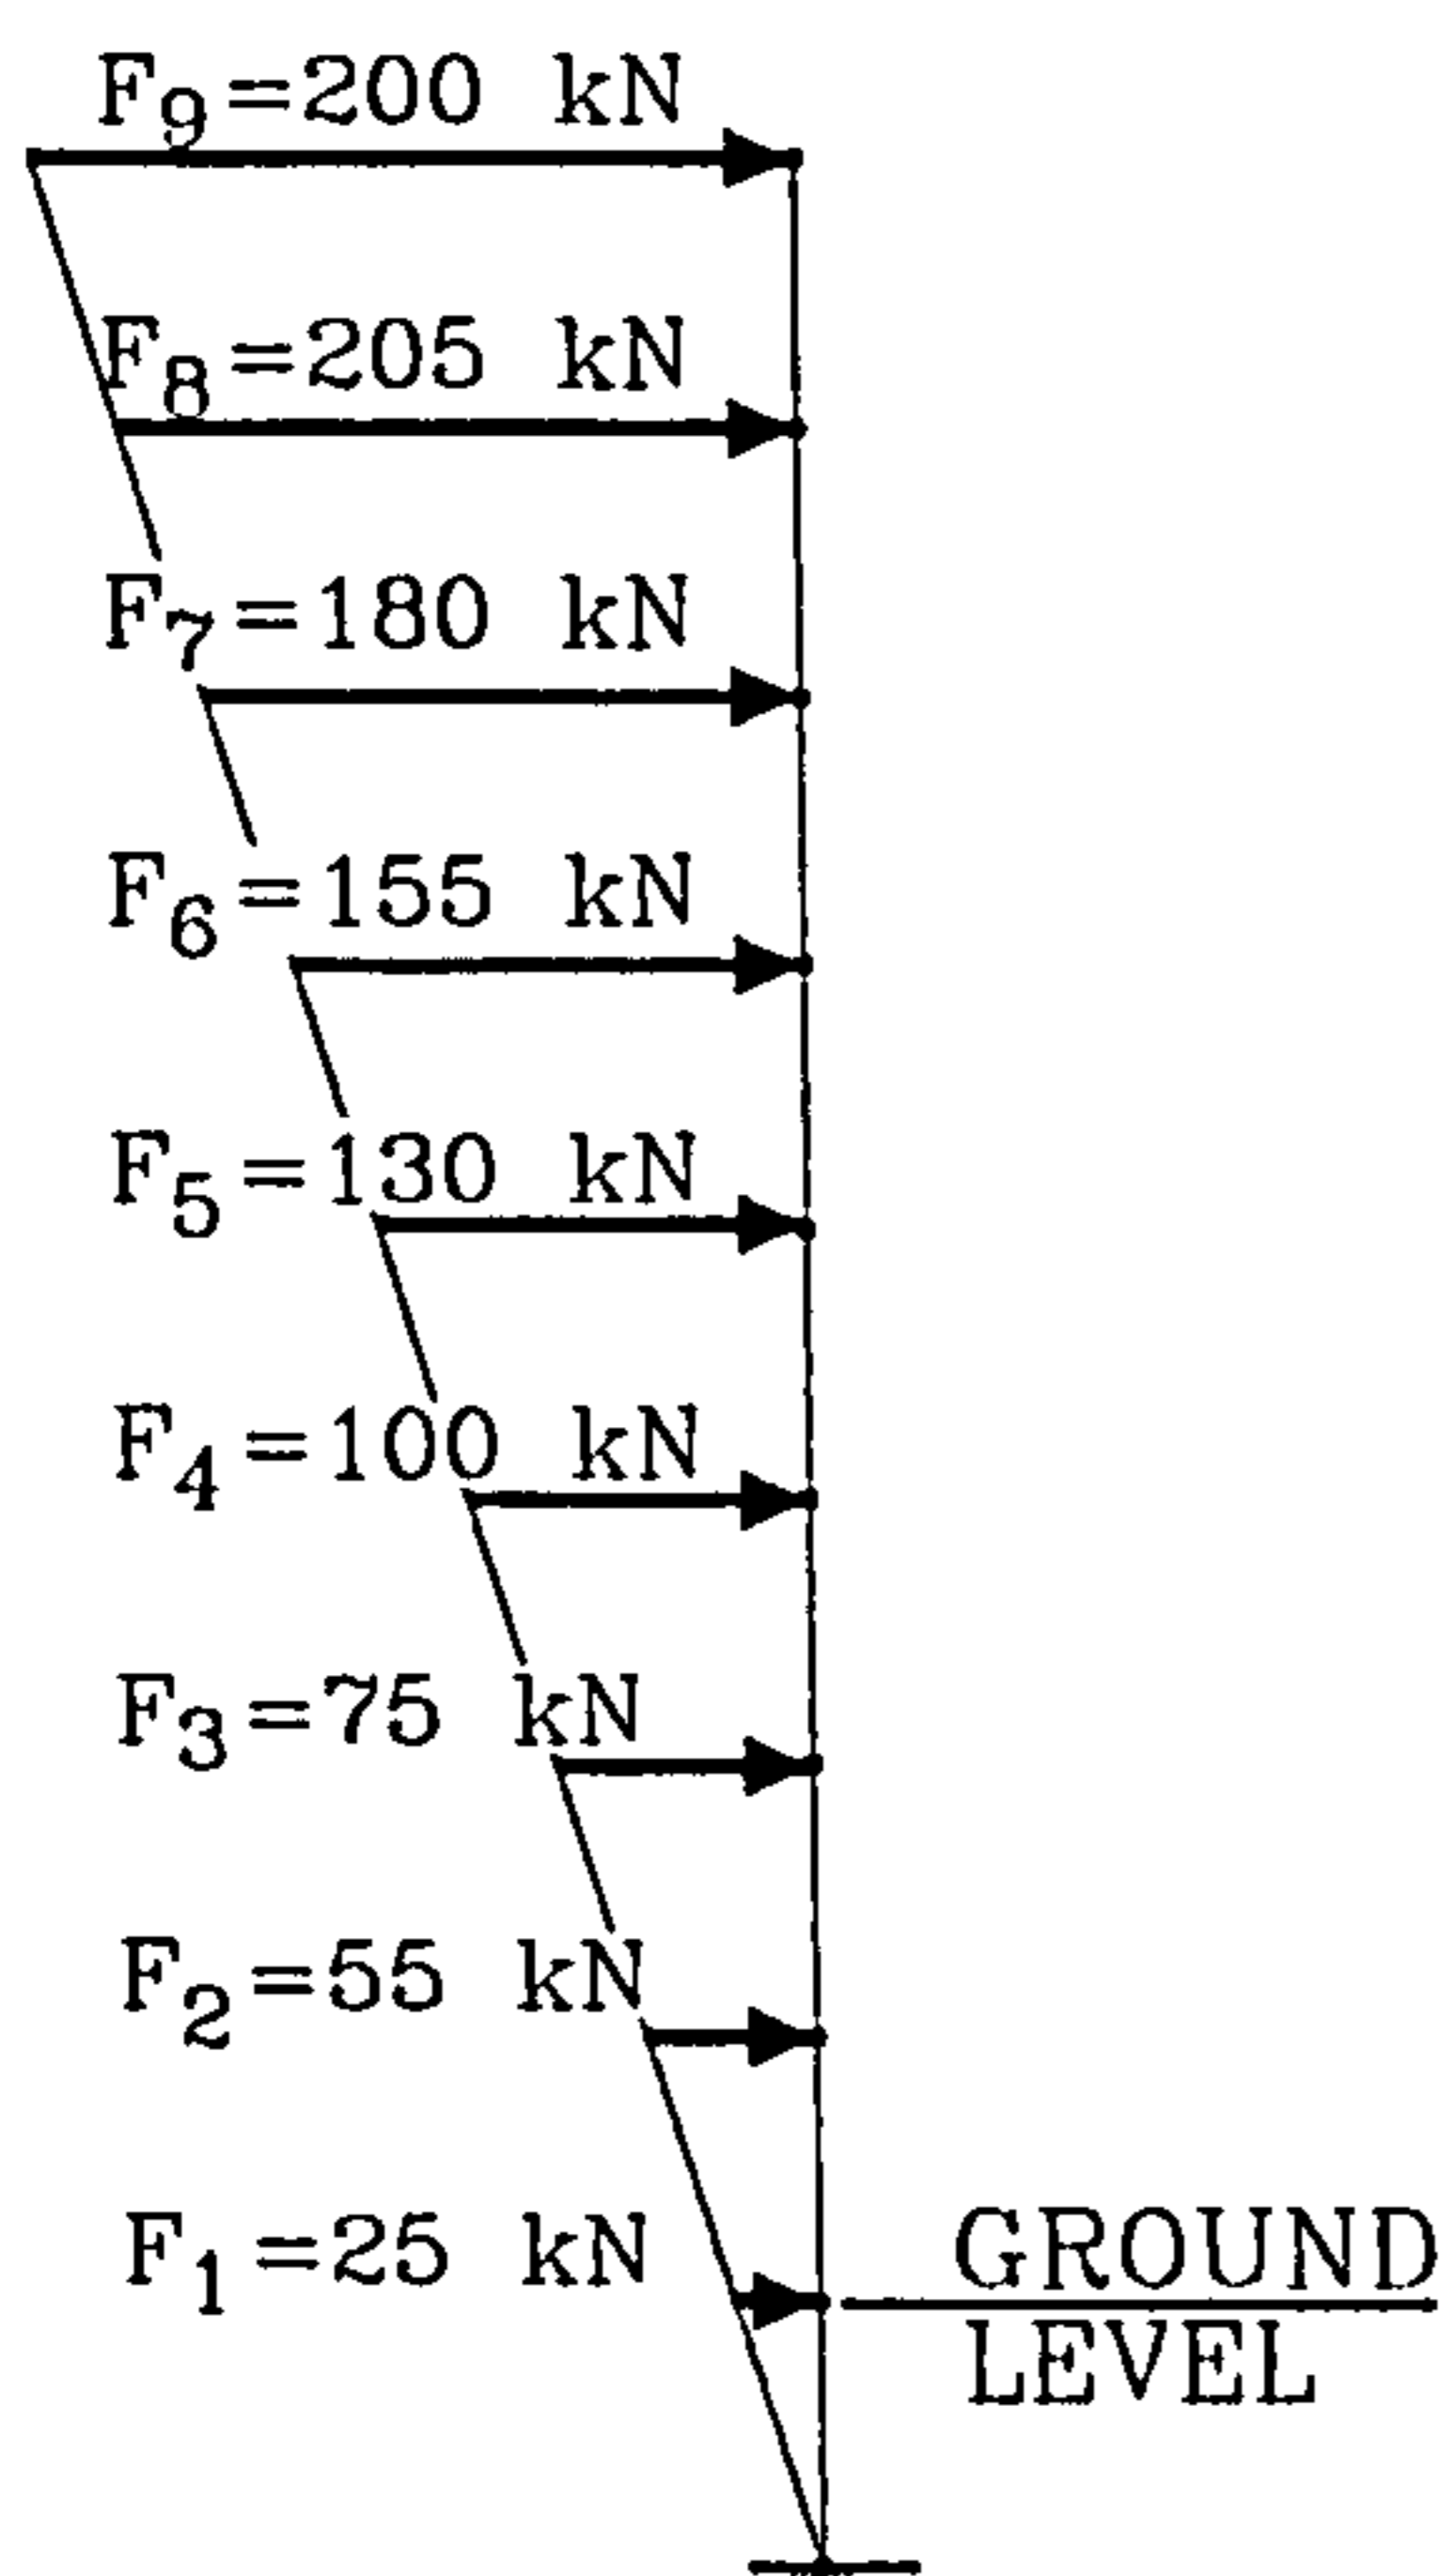 F9=200 kN
F8=205 kN
F7=180 kN
F6=155 kN
F5=130 kN
F4=100 kN
F3=75 kN
F2=55 kN
F1=25 kN
GROUND
LEVEL